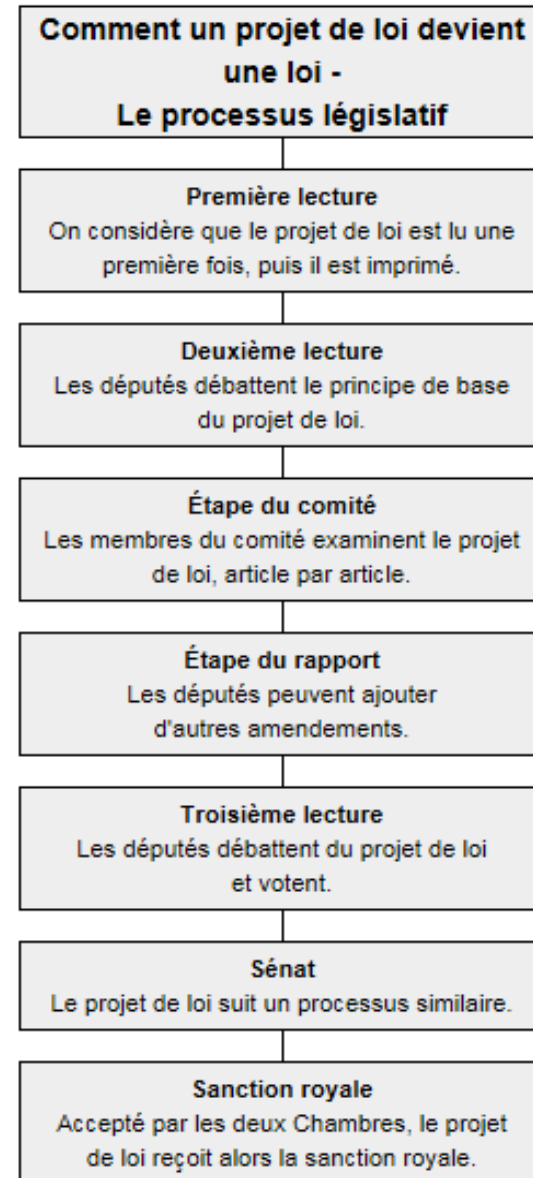 Comment un projet de loi devient
une loi -
Le processus législatif
Première lecture
On considère que le projet de loi est lu une
première fois, puis il est imprimé.
Deuxième lecture
Les députés débattent le principe de base
du projet de loi.
Étape du comité
Les membres du comité examinent le projet
de loi, article par article.
Étape du rapport
Les députés peuvent ajouter
d'autres amendements.
Troisième lecture
Les députés débattent du projet de loi
et votent.
Sénat
Le projet de loi suit un processus similaire.
Sanction royale
Accepté par les deux Chambres, le projet
de loi reçoit alors la sanction royale.